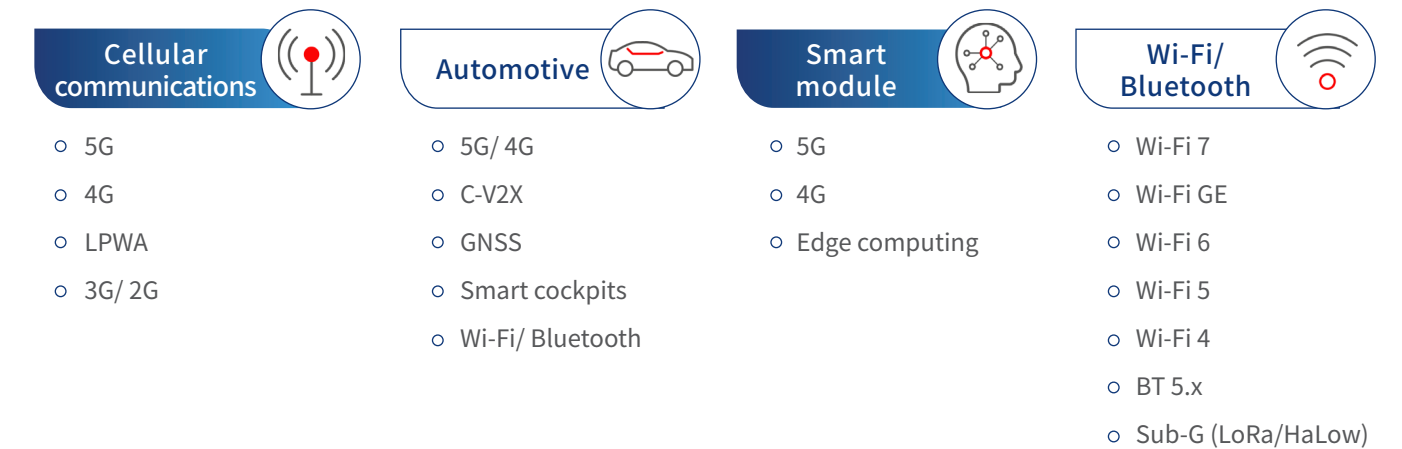 Cellular
communications
5G
4G
LPWA
3G/ 2G
Automotive
5G/ 4G
C-V2X
GNSS
Smart cockpits
Wi-Fi/ Bluetooth
Smart
module
5G
4G
Edge computing
Wi-Fi/
Bluetooth
Wi-Fi 7
Wi-Fi GE
Wi-Fi 6
Wi-Fi 5
Wi-Fi 4
BT 5.x
Sub-G (LoRa/HaLow)